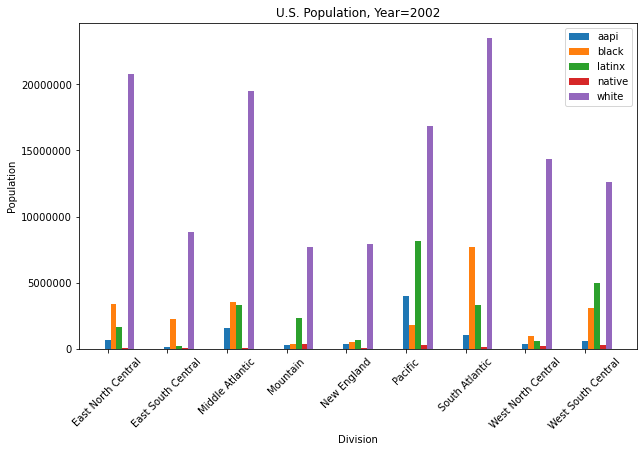 U.S. Population, Year=2002
aapi
black
latinx
native
white
Population
20000000
15000000
10000000
5000000
0
East North Central
East South Central
Middle Atlantic
Mountain
New England
Pacific
South Atlantic
West North Central
West South Central
Division